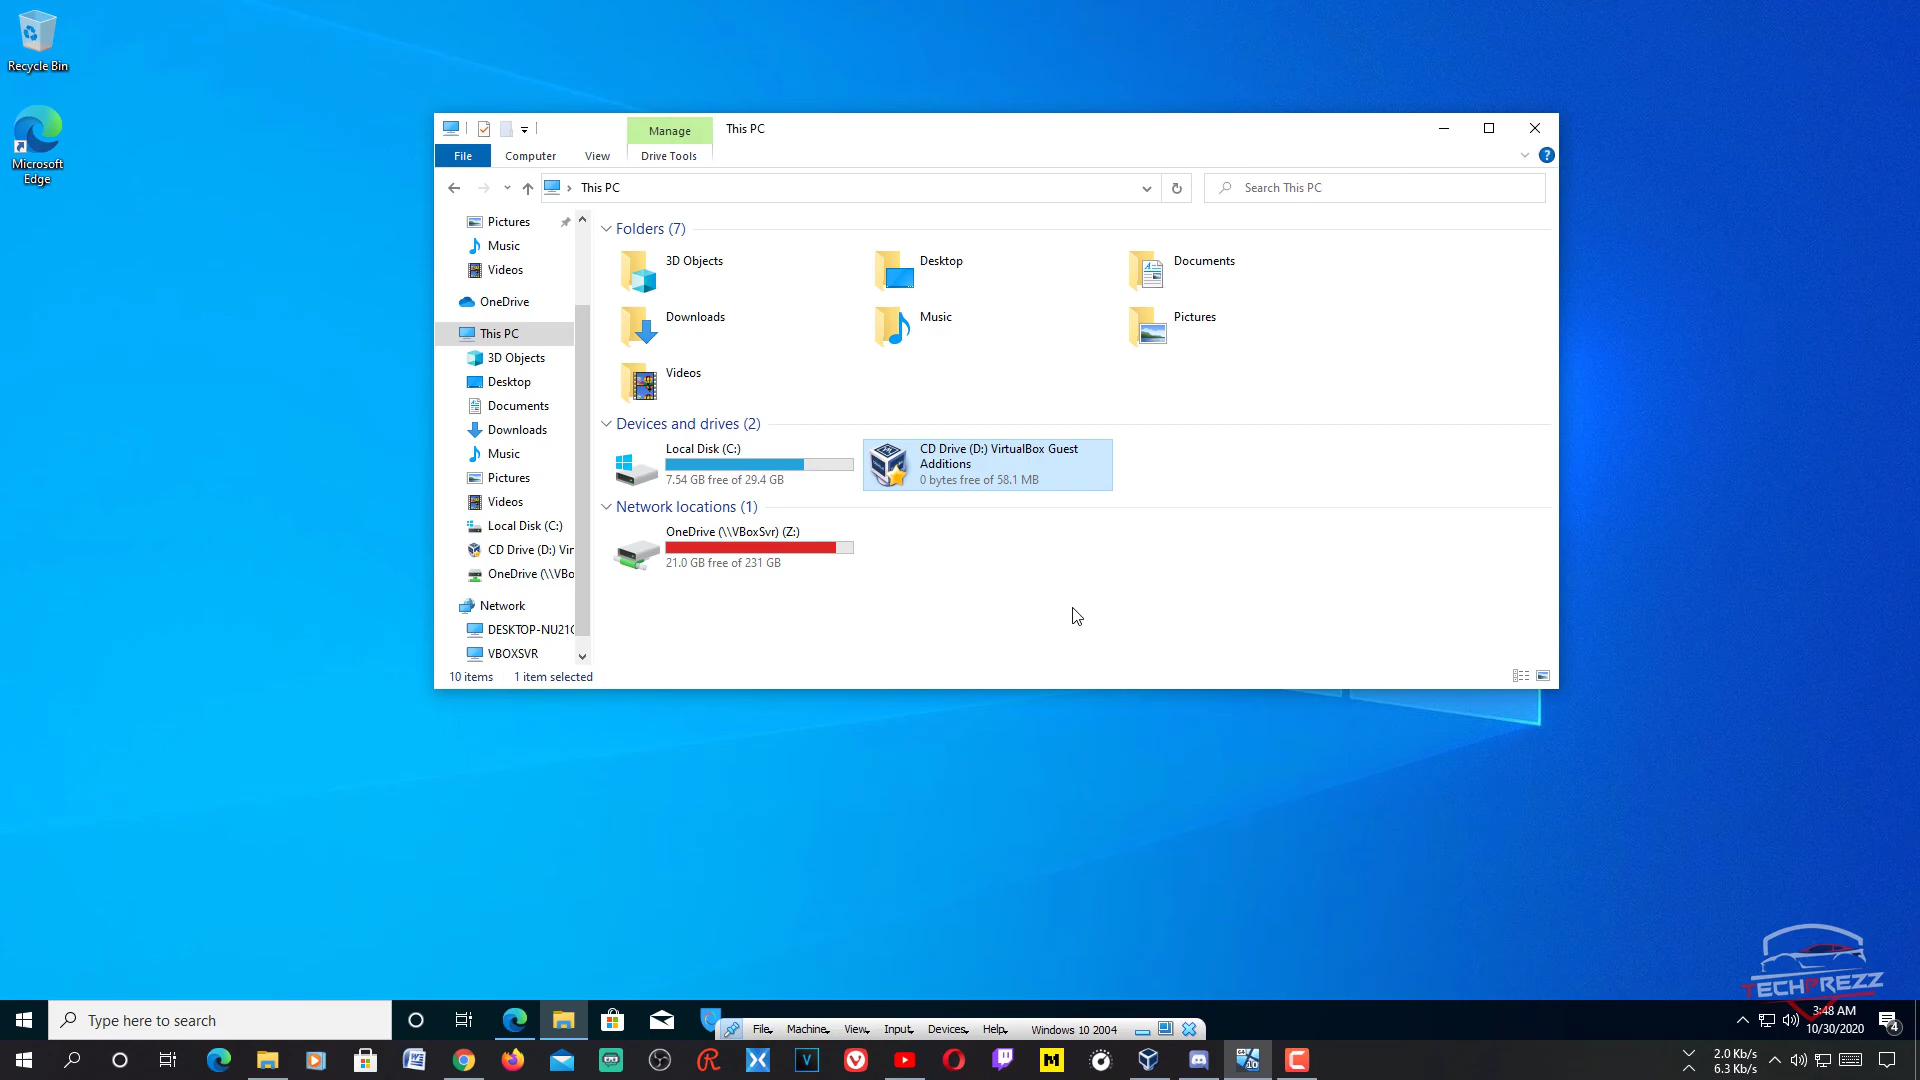 Recycle Bin
Microsoft
Edge
Manage
This PC
File
Computer
View
Drive Tools
This PC
Search This PC
Pictures
Music
Videos
OneDrive
This PC
3D Objects
Desktop
Documents
Downloads
Music
Pictures
Videos
Local Disk (C:)
CD Drive (D:) Vir
OneDrive (\\VBo
Network
DESKTOP-NU21
VBOXSVR
Folders (7)
3D Objects
Desktop
Documents
Downloads
Music
Pictures
Videos
Devices and drives (2)
Local Disk (C:)
7.54 GB free of 29.4 GB
CD Drive (D:) VirtualBox Guest
Additions
0 bytes free of 58.1 MB
Network locations (1)
OneDrive (\\VBoxSvr) (Z:)
21.0 GB free of 231 GB
10 items
1 item selected
TECHPREZZ
Type here to search
File
Machine
View
Input
Devices
Help
Windows 10 2004
3:48 AM
10/30/2020
4
2.0 Kb/s
6.3 Kb/s